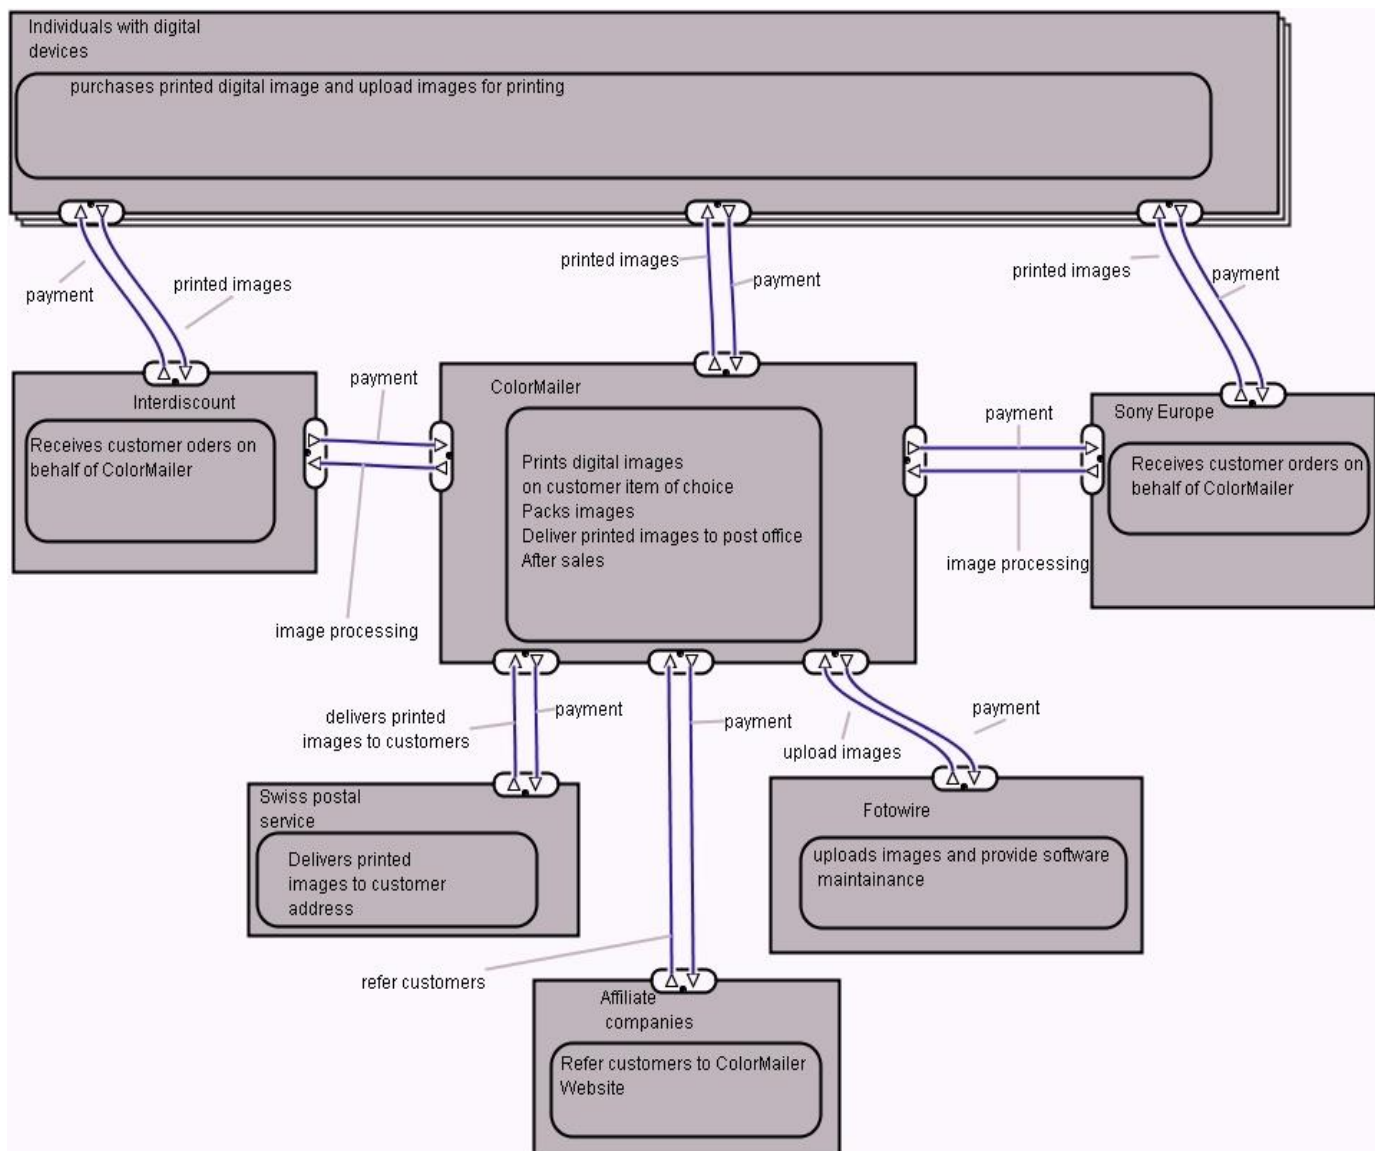 Individuals with digital
devices
purchases printed digital image and upload images for printing
payment
printed images
printed images
payment
printed images
payment
Interdiscount
Receives customer oders on
behalf of ColorMailer
payment
image processing
ColorMailer
Prints digital images
on customer item of choice
Packs images
Deliver printed images to post office
After sales
payment
image processing
Sony Europe
Receives customer orders on
behalf of ColorMailer
delivers printed
images to customers
payment
payment
upload images
payment
Swiss postal
service
Delivers printed
images to customer
address
Fotowire
uploads images and provide software
maintainance
refer customers
Affiliate
companies
Refer customers to ColorMailer
Website